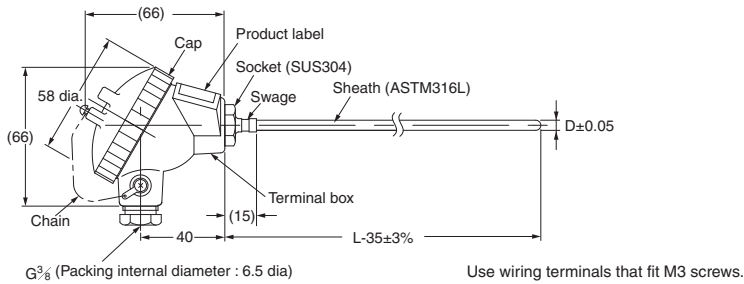 (66)
Cap
Product label
Socket (SUS304)
Swage
Sheath (ASTM316L)
58 dia.
(66)
D±0.05
Terminal box
Chain
(15)
40
L-35±3%
G3⁄8 (Packing internal diameter : 6.5 dia)
Use wiring terminals that fit M3 screws.